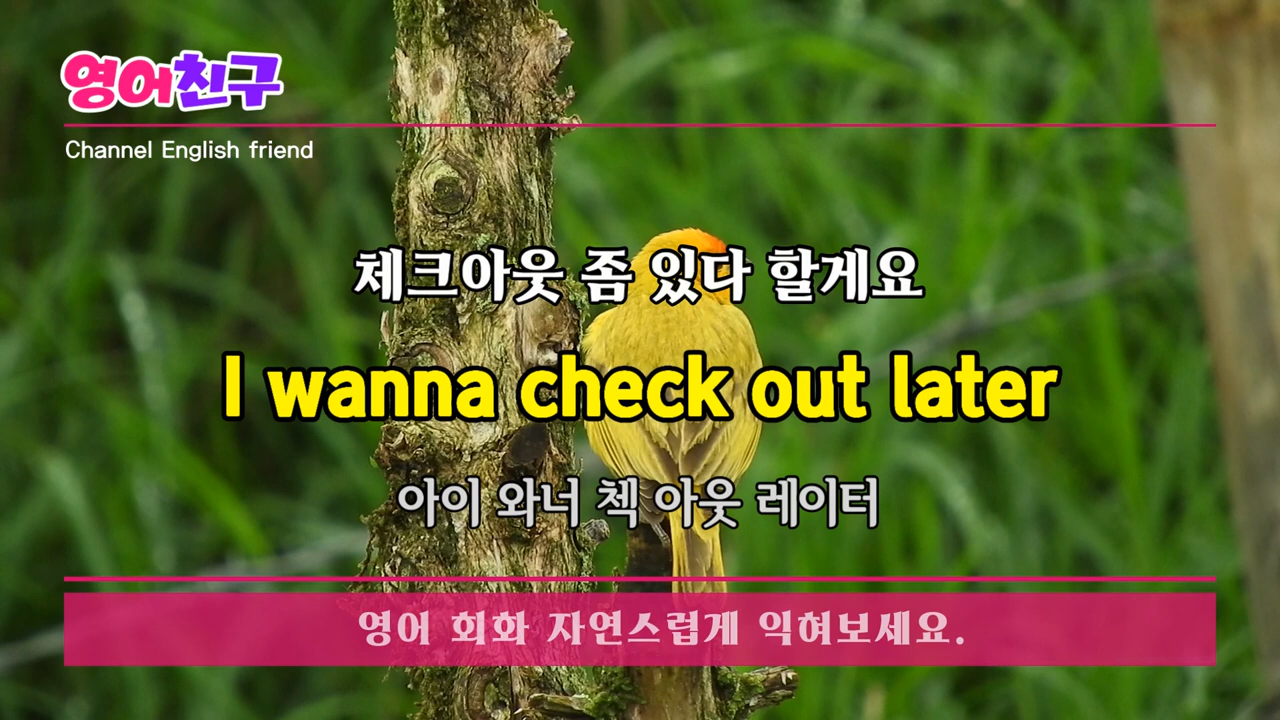 영어친구
Channel English friend
체크아웃 좀 있다 할게요
I wanna check out later
아이 와너 첵 아웃 레이터
영어 회화 자연스럽게 익혀보세요.